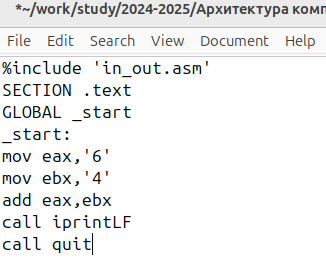 *~/work/study/2024-2025/Архитектура комп
File Edit Search View Document Help
%include 'in_out.asm'
SECTION .text
GLOBAL _start
_start:
mov eax,'6'
mov ebx,'4'
add eax,ebx
call iprintLF
call quit